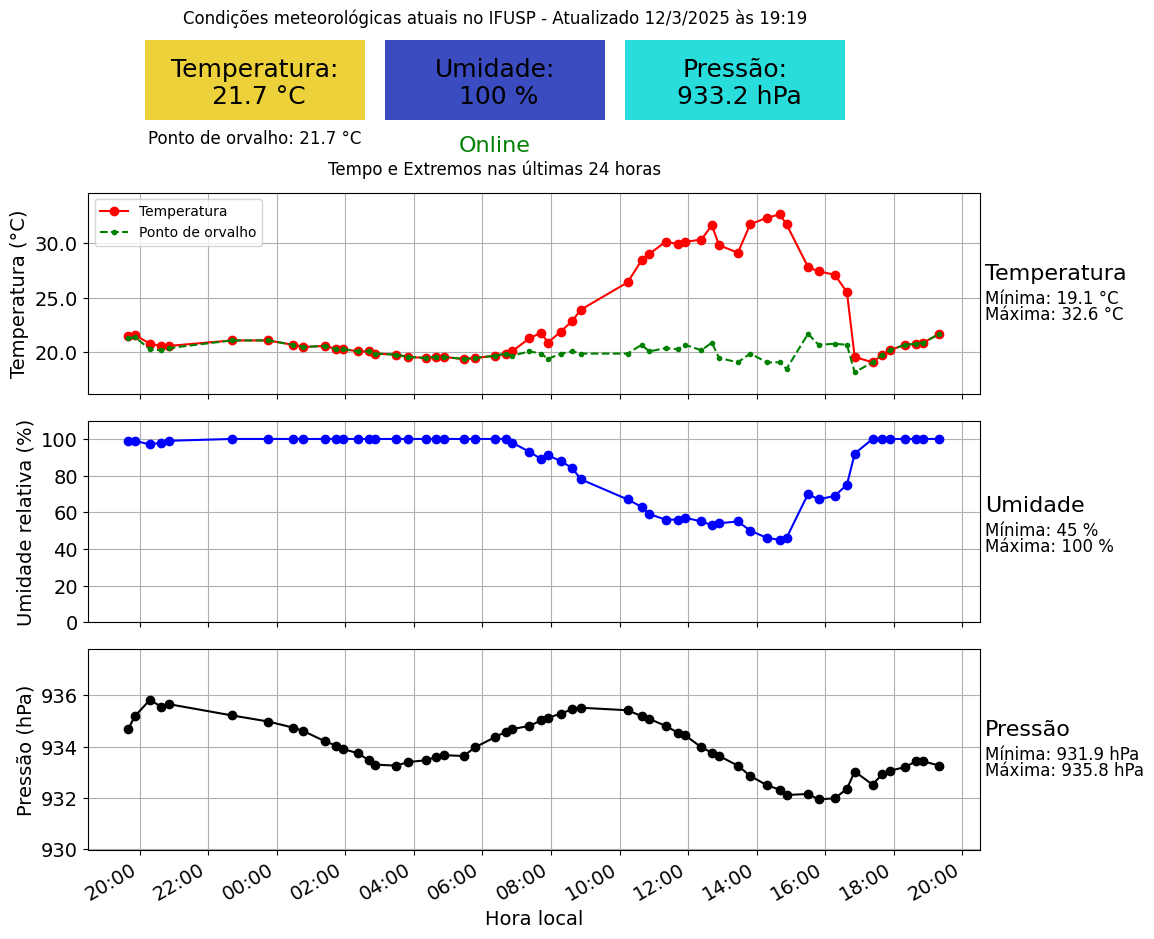 Condições meteorológicas atuais no IFUSP - Atualizado 12/3/2025 às 19:19
Temperatura:
21.7 °C
Umidade:
100 %
Pressão:
933.2 hPa
Ponto de orvalho: 21.7 °C
Online
Tempo e Extremos nas últimas 24 horas
Temperatura
Ponto de orvalho
Temperatura (°C)
30.0
25.0
20.0
Temperatura
Mínima: 19.1 °C
Máxima: 32.6 °C
Umidade relativa (%)
100
80
60
40
20
0
Umidade
Mínima: 45 %
Máxima: 100 %
Pressão (hPa)
936
934
932
930
Pressão
Mínima: 931.9 hPa
Máxima: 935.8 hPa
20:00
22:00
00:00
02:00
04:00
06:00
08:00
10:00
12:00
14:00
16:00
18:00
20:00
Hora local